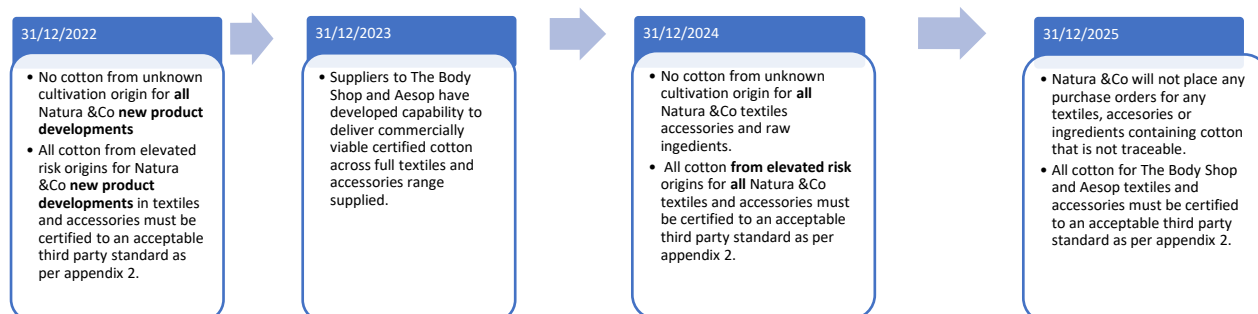 31/12/2022
• No cotton from unknown
cultivation origin for all
Natura &Co new product
developments
• All cotton from elevated
risk origins for Natura
&Co new product
developments in textiles
and accessories must be
certified to an acceptable
third party standard as
per appendix 2.
31/12/2023
• Suppliers to The Body
Shop and Aesop have
developed capability to
deliver commercially
viable certified cotton
across full textiles and
accessories range
supplied.
31/12/2024
• No cotton from unknown
cultivation origin for
all Natura &Co textiles
accessories and raw
ingedients.
• All cotton from elevated risk
origins for all Natura &Co
textiles and accessories must
be certified to an acceptable
third party standard as per
appendix 2.
31/12/2025
• Natura &Co will not place any
purchase orders for any
textiles, accesories or
ingredients containing cotton
that is not traceable.
• All cotton for The Body Shop
and Aesop textiles and
accessories must be certified
to an acceptable third party
standard as per appendix 2.